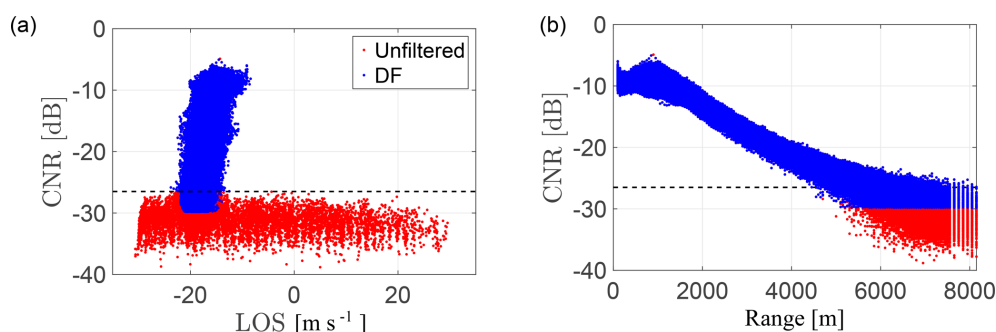 (a)
0
-10
-20
-30
-40
CNR [dB]
-20
0
20
LOS [m s⁻¹]
Unfiltered
DF
(b)
0
-10
-20
-30
-40
CNR [dB]
0
2000
4000
6000
8000
Range [m]